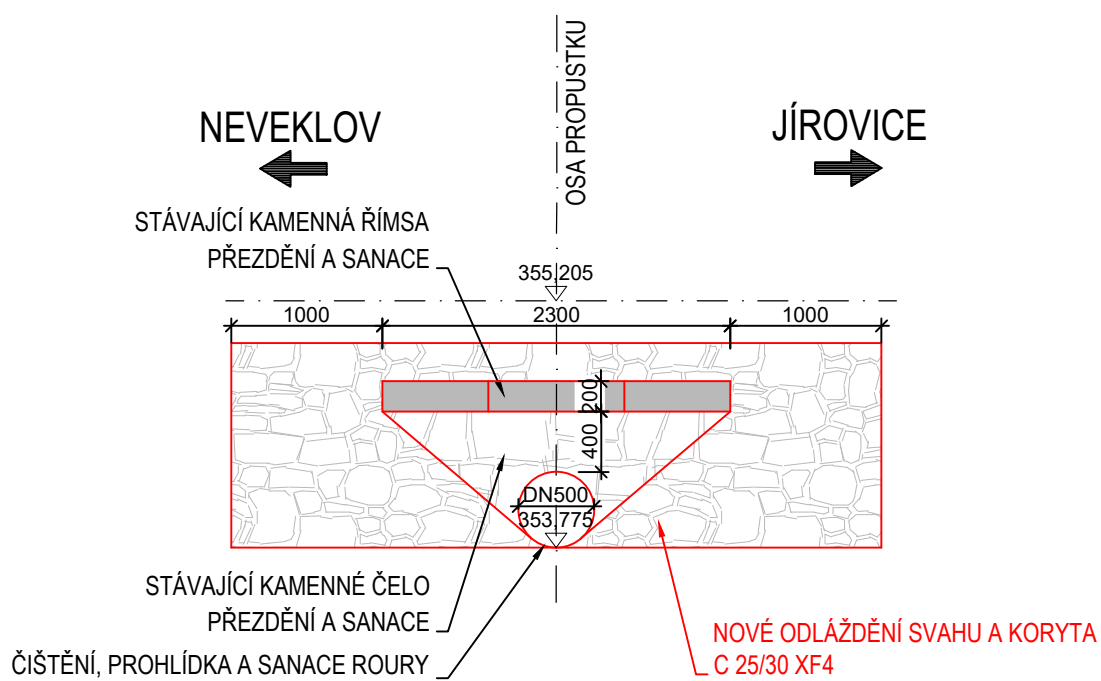 OSA PROPUSTKU
NEVEKLOV
JÍROVICE
STÁVAJÍCÍ KAMENNÁ ŘÍMSA
PŘEZDĚNÍ A SANACE
355,205
1000
2300
1000
200
400
DN500
353,775
STÁVAJÍCÍ KAMENNÉ ČELO
PŘEZDĚNÍ A SANACE
ČIŠTĚNÍ, PROHLÍDKA A SANACE ROURY
NOVÉ ODLÁŽDĚNÍ SVAHU A KORYTA
C 25/30 XF4